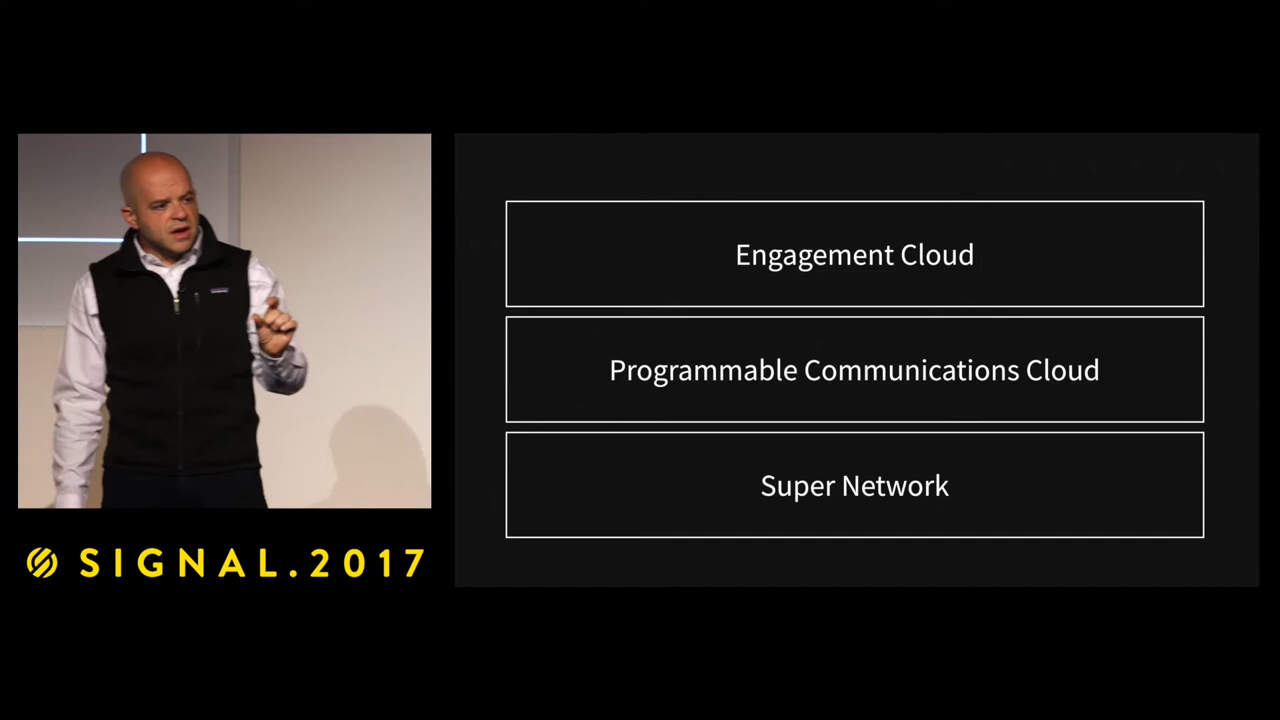 Engagement Cloud
Programmable Communications Cloud
Super Network
SIGNAL.2017